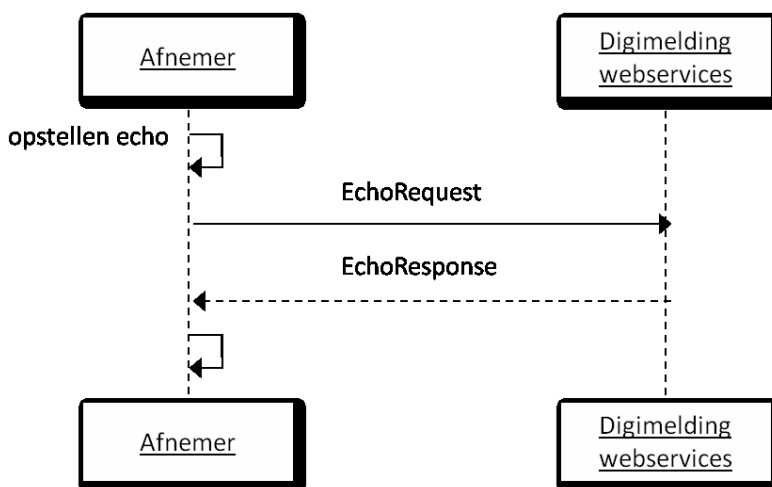 Afnemer
Digimelding
webservices
opstellen echo
EchoRequest
EchoResponse
Afnemer
Digimelding
webservices